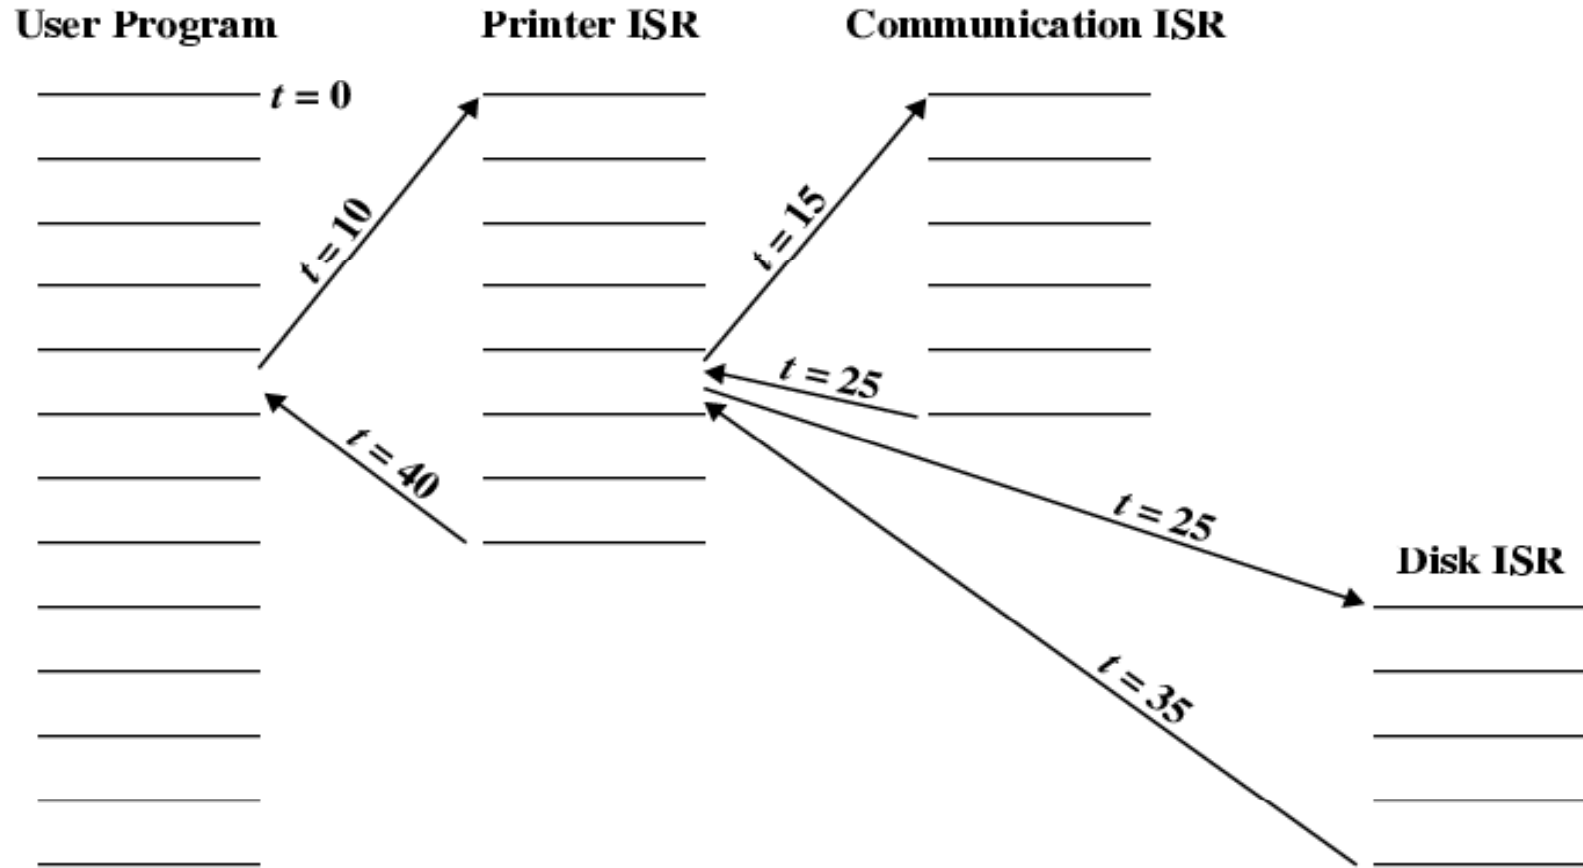 User Program
Printer ISR
Communication ISR
t = 0
t = 10
t = 15
t = 25
t = 40
t = 25
Disk ISR
t = 35